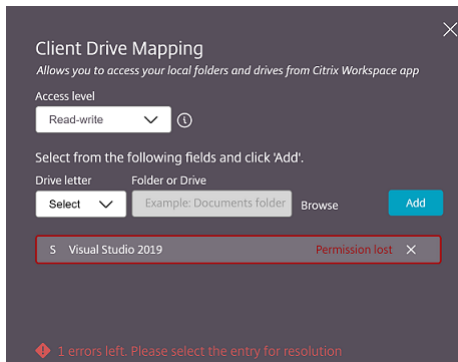 Client Drive Mapping
Allows you to access your local folders and drives from Citrix Workspace app
Access level
Read-write
Select from the following fields and click 'Add'.
Drive letter Folder or Drive
Select Example: Documents folder Browse Add
S Visual Studio 2019 Permission lost
1 errors left. Please select the entry for resolution